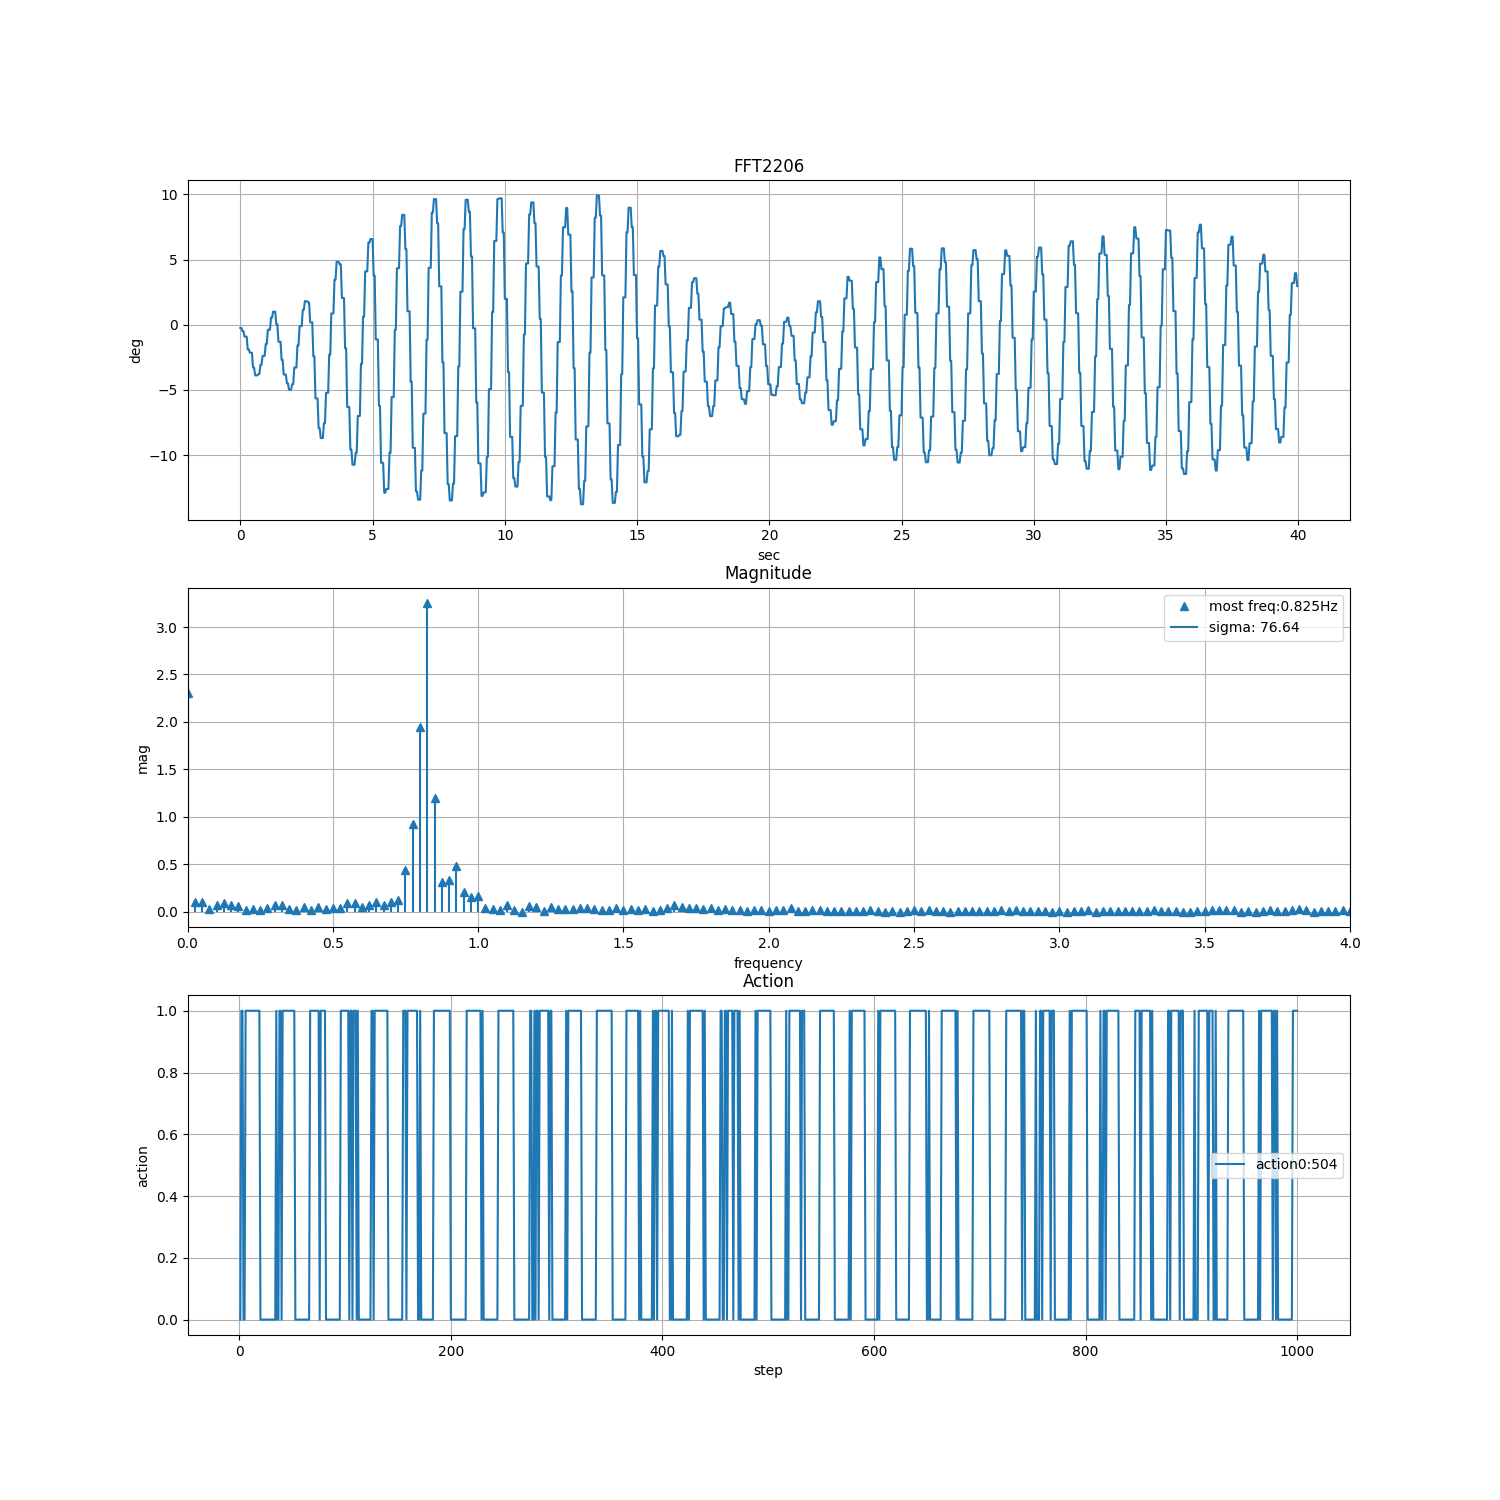 FFT2206
10
5
0
−5
−10
deg
0 5 10 15 20 25 30 35 40
sec
Magnitude
most freq:0.825Hz
sigma: 76.64
3.0
2.5
2.0
1.5
1.0
0.5
0.0
mag
0.0 0.5 1.0 1.5 2.0 2.5 3.0 3.5 4.0
frequency
Action
1.0
0.8
0.6
0.4
0.2
0.0
action
action0:504
0 200 400 600 800 1000
step